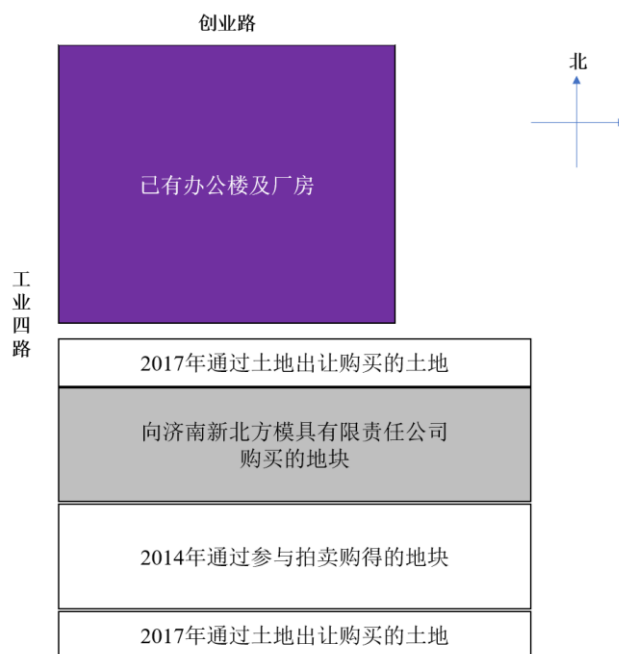 创业路
北
已有办公楼及厂房
工业四路
2017年通过土地出让购买的土地
向济南新北方模具有限责任公司
购买的地块
2014年通过参与拍卖购得的地块
2017年通过土地出让购买的土地